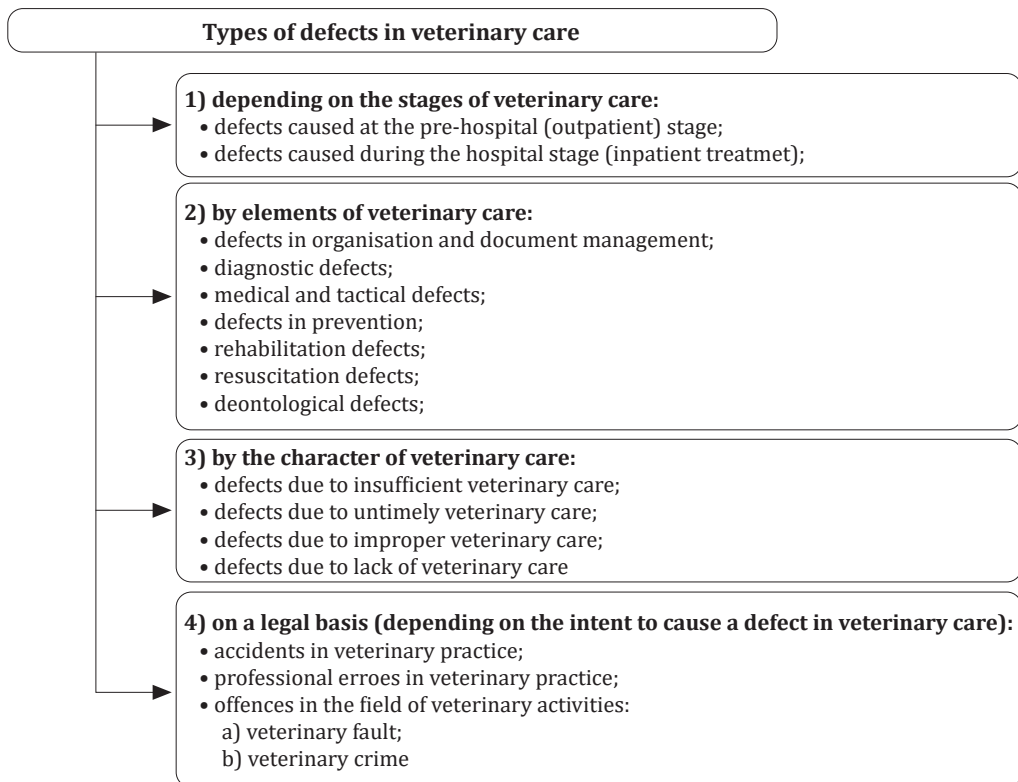 Types of defects in veterinary care
1) depending on the stages of veterinary care:
• defects caused at the pre-hospital (outpatient) stage;
• defects caused during the hospital stage (inpatient treatmet);
2) by elements of veterinary care:
• defects in organisation and document management;
• diagnostic defects;
• medical and tactical defects;
• defects in prevention;
• rehabilitation defects;
• resuscitation defects;
• deontological defects;
3) by the character of veterinary care:
• defects due to insufficient veterinary care;
• defects due to untimely veterinary care;
• defects due to improper veterinary care;
• defects due to lack of veterinary care
4) on a legal basis (depending on the intent to cause a defect in veterinary care):
• accidents in veterinary practice;
• professional erroes in veterinary practice;
• offences in the field of veterinary activities:
a) veterinary fault;
b) veterinary crime